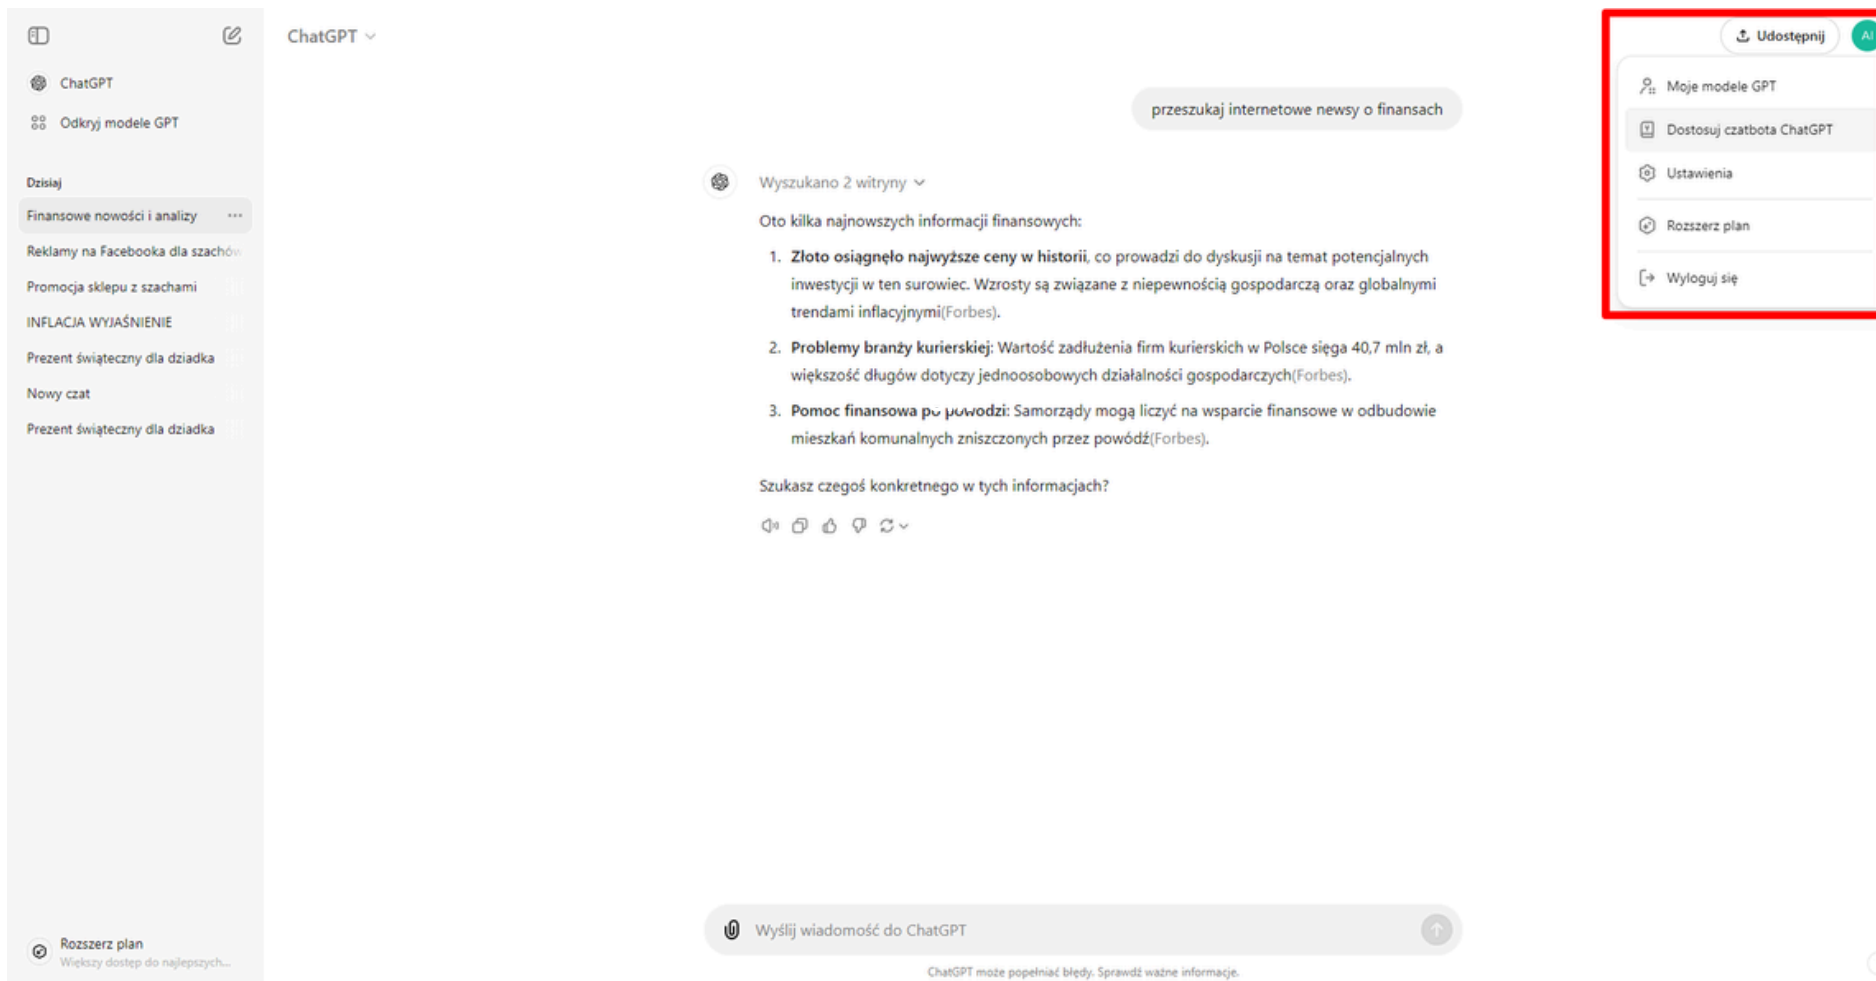 ChatGPT
Odkryj modele GPT
Dzisiaj
Finansowe nowości i analizy
Reklamy na Facebooka dla szachów
Promocja sklepu z szachami
INFLACJA WYJAŚNIENIE
Prezent świąteczny dla dziadka
Nowy czat
Prezent świąteczny dla dziadka
Rozszerz plan
Większy dostęp do najlepszych...
ChatGPT
przeszukaj internetowe newsy o finansach
Wyszukano 2 witryny
Oto kilka najnowszych informacji finansowych:
1. Złoto osiągnęło najwyższe ceny w historii, co prowadzi do dyskusji na temat potencjalnych
inwestycji w ten surowiec. Wzrosty są związane z niepewnością gospodarczą oraz globalnymi
trendami inflacyjnymi(Forbes).
2. Problemy branży kurierskiej: Wartość zadłużenia firm kurierskich w Polsce sięga 40,7 mln zł, a
większość długów dotyczy jednoosobowych działalności gospodarczych(Forbes).
3. Pomoc finansowa po powodzi: Samorządy mogą liczyć na wsparcie finansowe w odbudowie
mieszkań komunalnych zniszczonych przez powódź(Forbes).
Szukasz czegoś konkretnego w tych informacjach?
Wyślij wiadomość do ChatGPT
ChatGPT może popełniać błędy. Sprawdź ważne informacje.
Udostępnij
AI
Moje modele GPT
Dostosuj czatbota ChatGPT
Ustawienia
Rozszerz plan
Wyloguj się